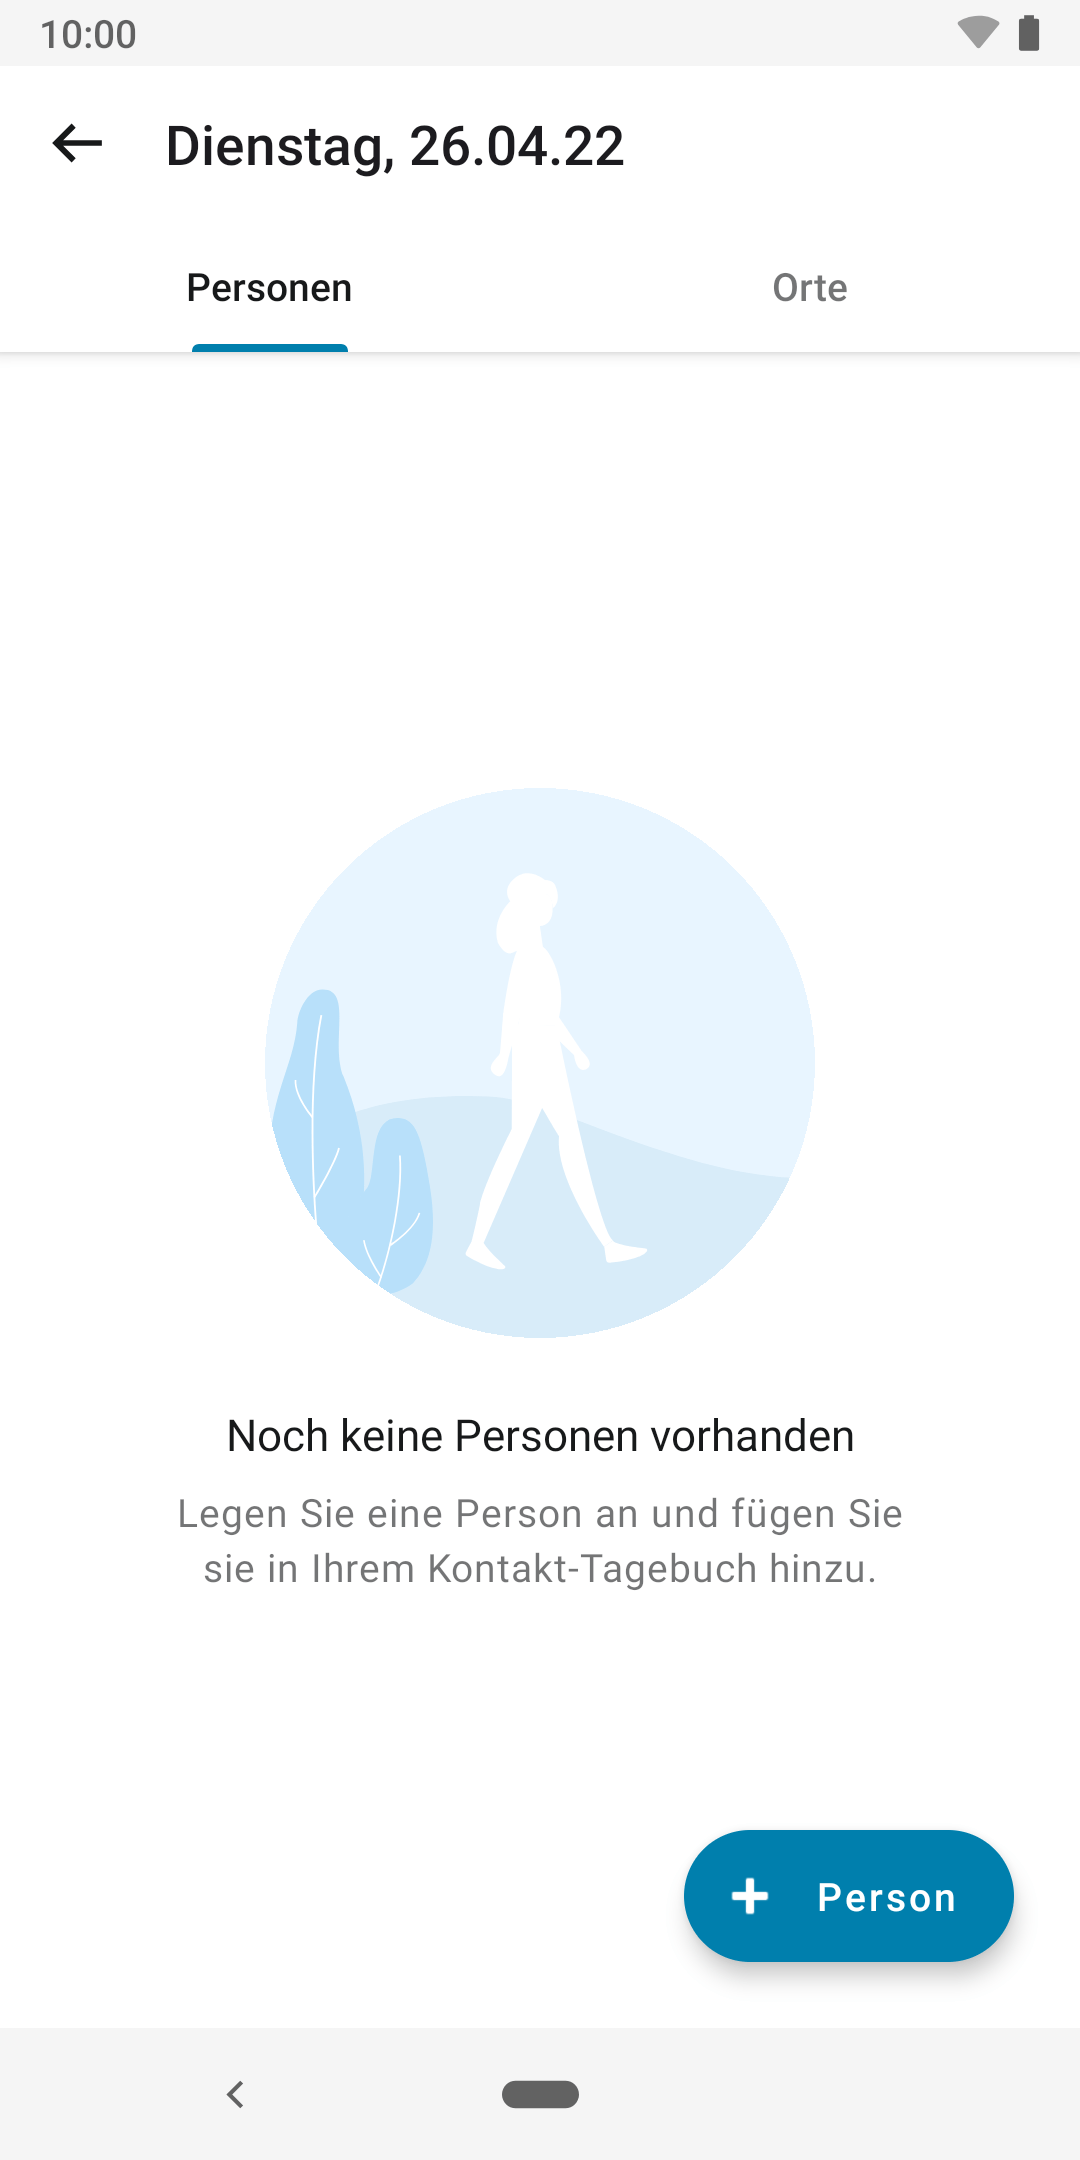 10:00
Dienstag, 26.04.22
Personen
Orte
Noch keine Personen vorhanden
Legen Sie eine Person an und fügen Sie
sie in Ihrem Kontakt-Tagebuch hinzu.
Person